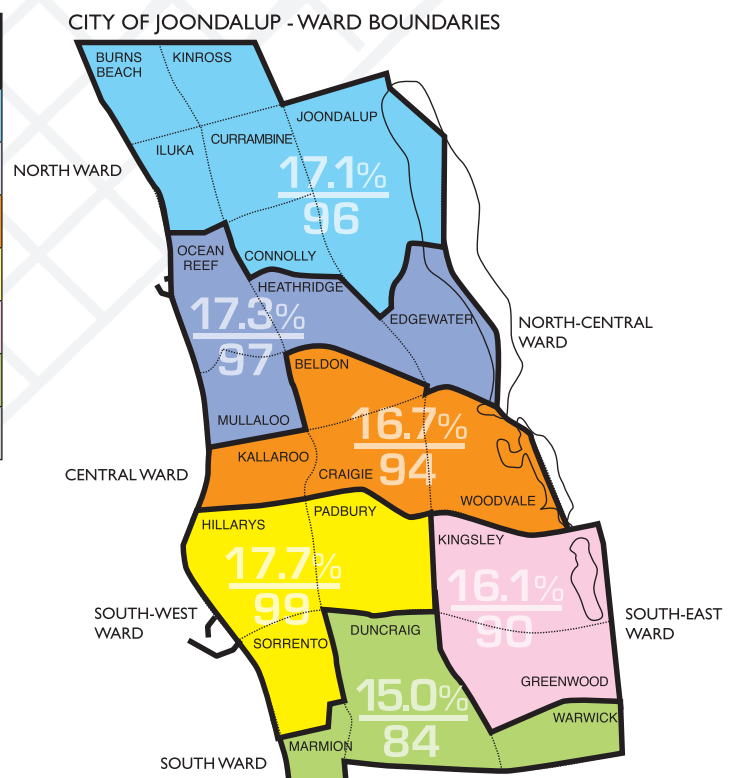 CITY OF JOONDALUP - WARD BOUNDARIES
BURNS
BEACH
KINROSS
JOONDALUP
ILUKA
CURRAMBINE
NORTH WARD
17.1%
96
OCEAN
REEF
CONNOLLY
HEATHRIDGE
17.3%
97
EDGEWATER
NORTH-CENTRAL
WARD
BELDON
MULLALOO
16.7%
94
KALLAROO
CRAIGIE
CENTRAL WARD
WOODVALE
HILLARYS
PADBURY
KINGSLEY
17.7%
99
16.1%
90
SOUTH-WEST
WARD
SOUTH-EAST
WARD
SORRENTO
DUNCRAIG
GREENWOOD
15.0%
84
WARWICK
MARMION
SOUTH WARD